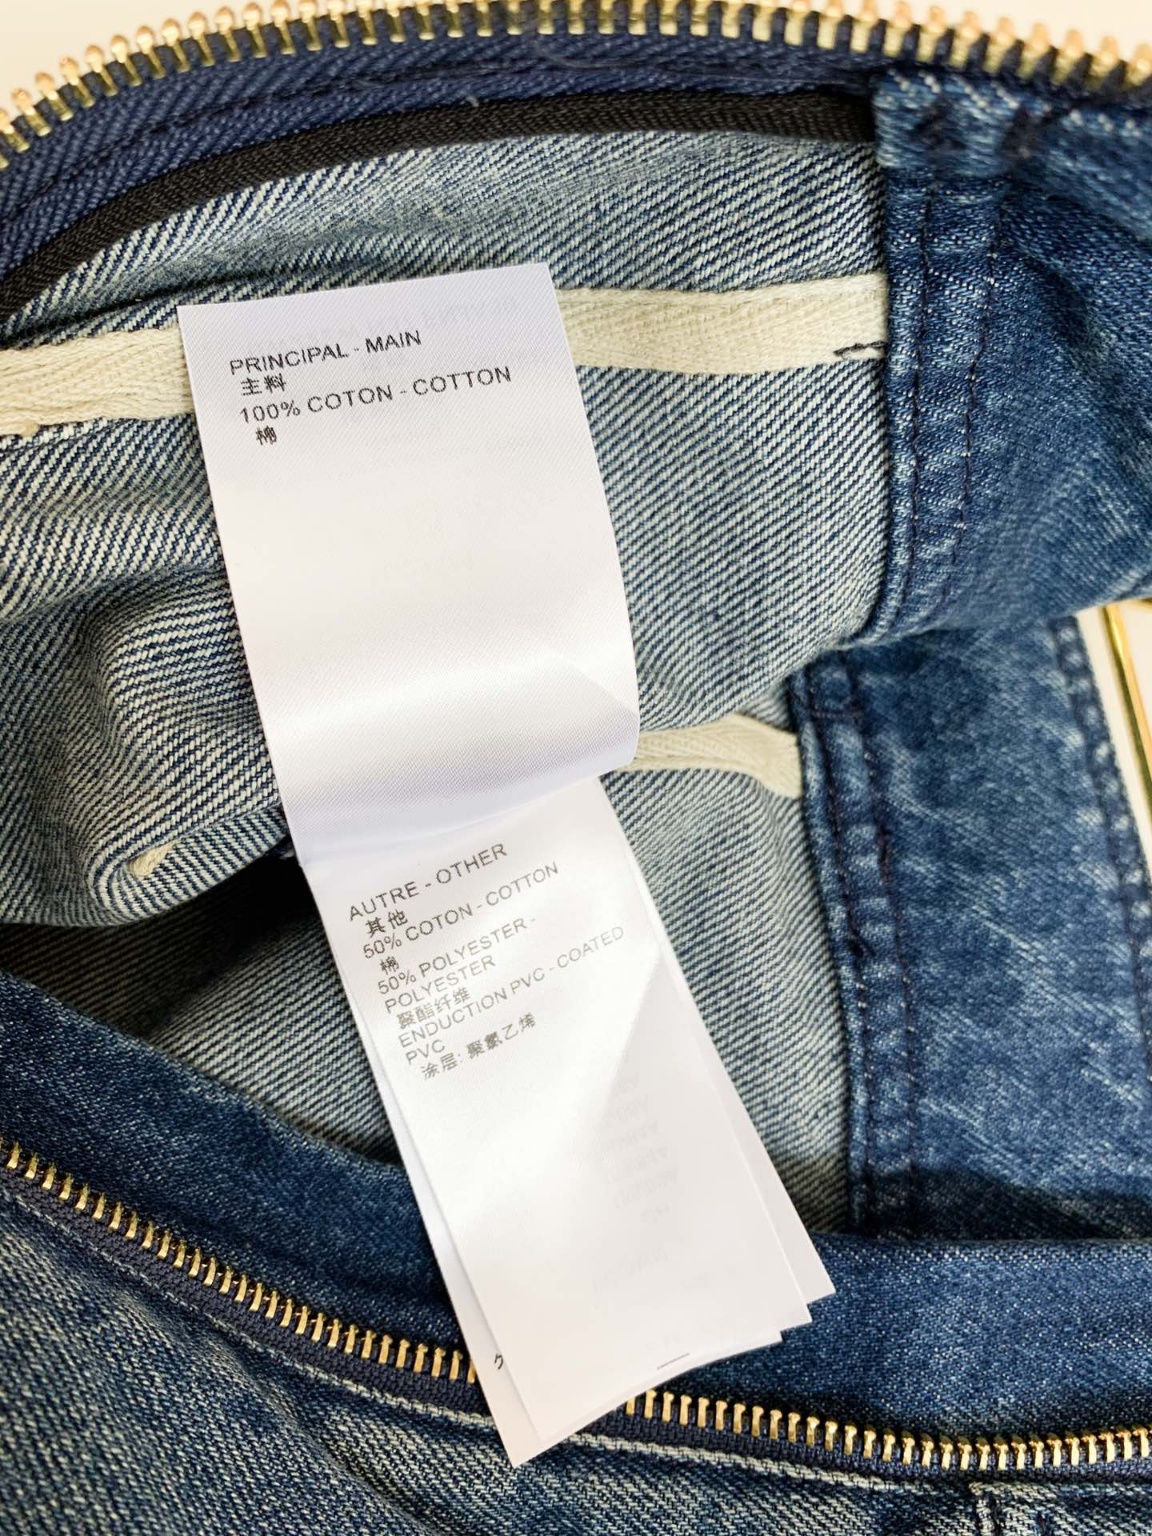 PRINCIPAL - MAIN
主料
100% COTON - COTTON
棉
AUTRE - OTHER
其他
50% COTON - COTTON
棉
50% POLYESTER -
POLYESTER
聚酯纤维
ENDUCTION PVC - COATED
PVC
涂层: 聚氯乙烯